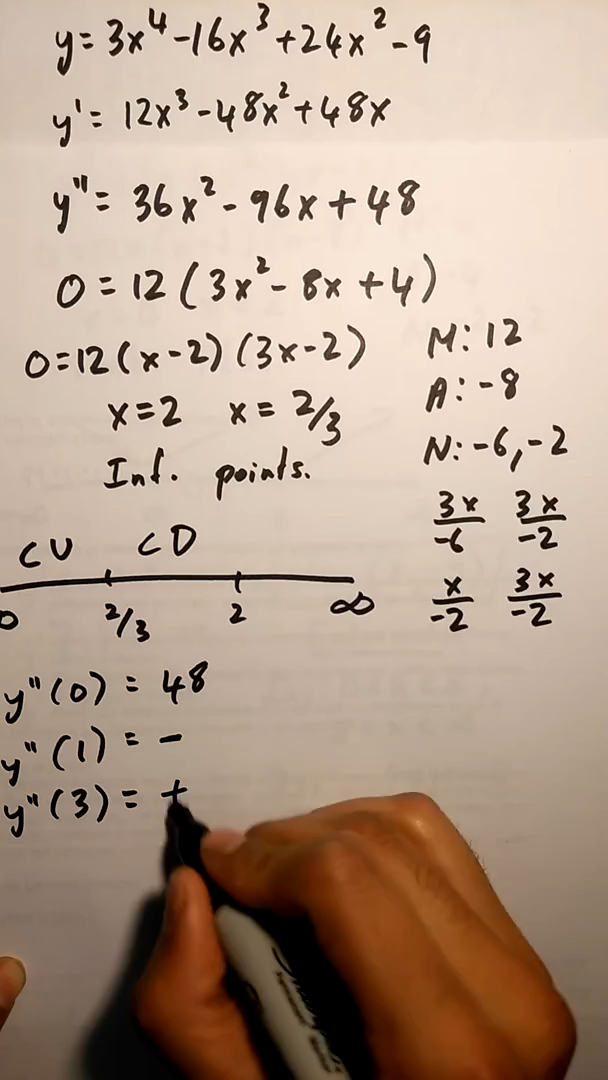 y = 3x⁴ - 16x³ + 24x² - 9
y' = 12x³ - 48x² + 48x
y" = 36x² - 96x + 48
0 = 12 (3x² - 8x + 4)
0 = 12 (x - 2) (3x - 2)
x = 2 x = 2/3
Inf. points.
M: 12
A: -8
N: -6, -2
3x/-6 3x/-2
x/-2 3x/-2
CU CD
2/3 2 ∞
y" (0) = 48
y" (1) = -
y" (3) = +